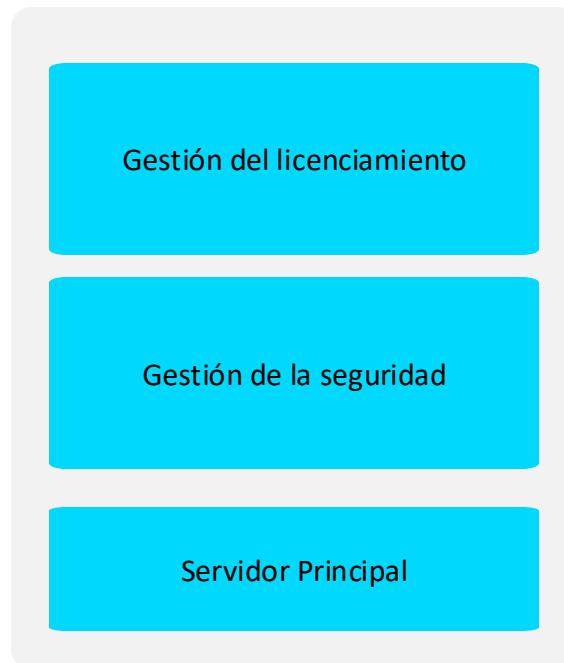 Gestión del licenciamiento
Gestión de la seguridad
Servidor Principal